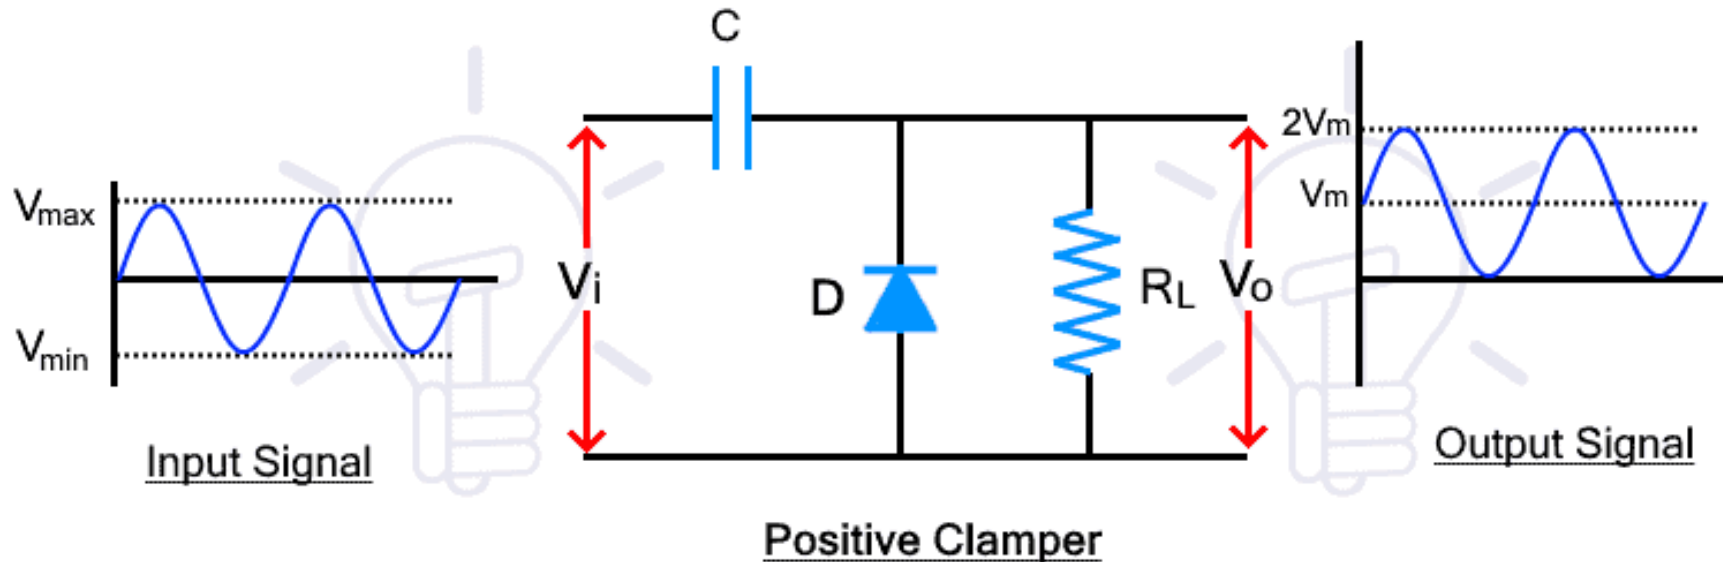 C
Vmax
Vmin
Input Signal
Vi
D
RL
Vo
2Vm
Vm
Output Signal
Positive Clamper